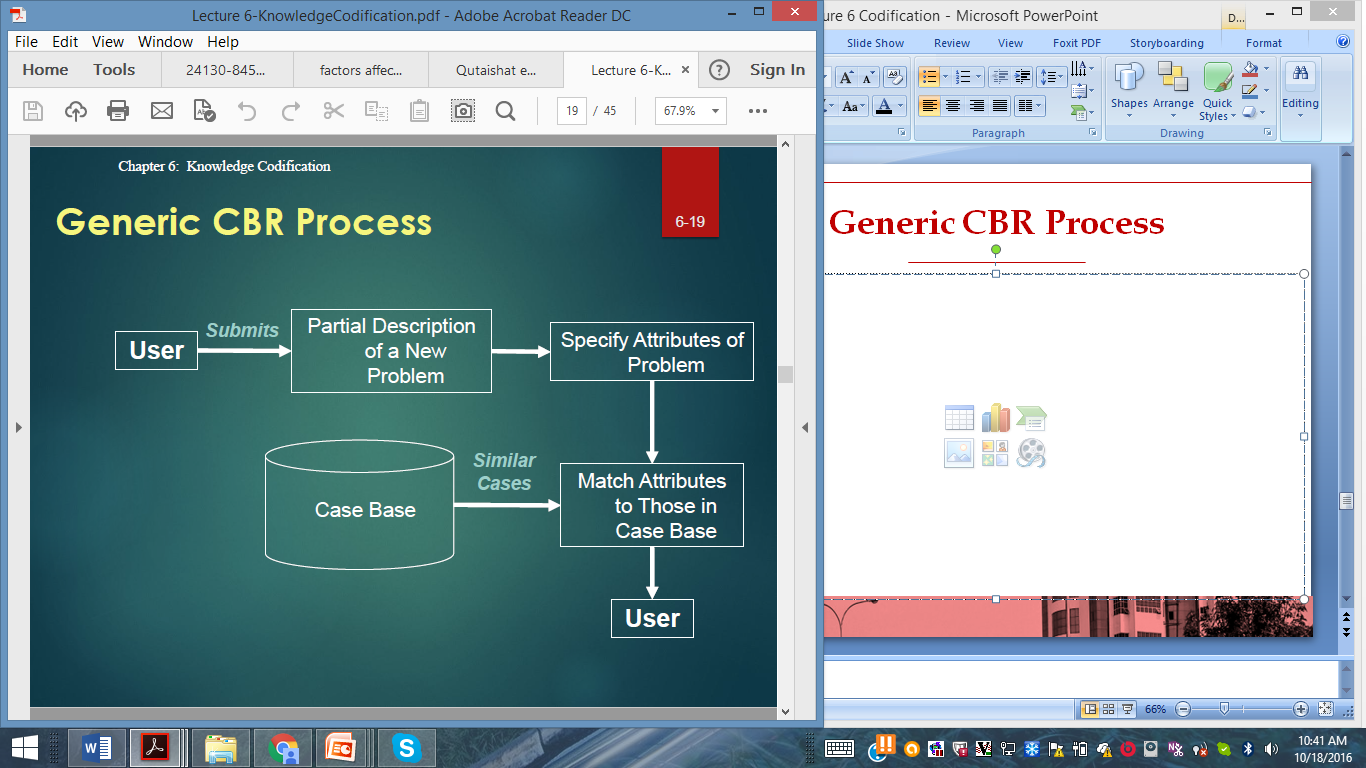 Lecture 6-KnowledgeCodification.pdf - Adobe Acrobat Reader DC
File Edit View Window Help
Home Tools 24130-845... factors affec... Qutaishat e... Lecture 6-K... × ? Sign In
19 / 45 67.9%
Chapter 6: Knowledge Codification
Generic CBR Process
6-19
User
Submits
Partial Description
of a New
Problem
Specify Attributes of
Problem
Case Base
Similar
Cases
Match Attributes
to Those in
Case Base
User
ure 6 Codification - Microsoft PowerPoint
D...
Slide Show Review View Foxit PDF Storyboarding Format
Aa A
Shapes Arrange Quick
Styles
Editing
Paragraph Drawing
Generic CBR Process
66%
10:41 AM
10/18/2016